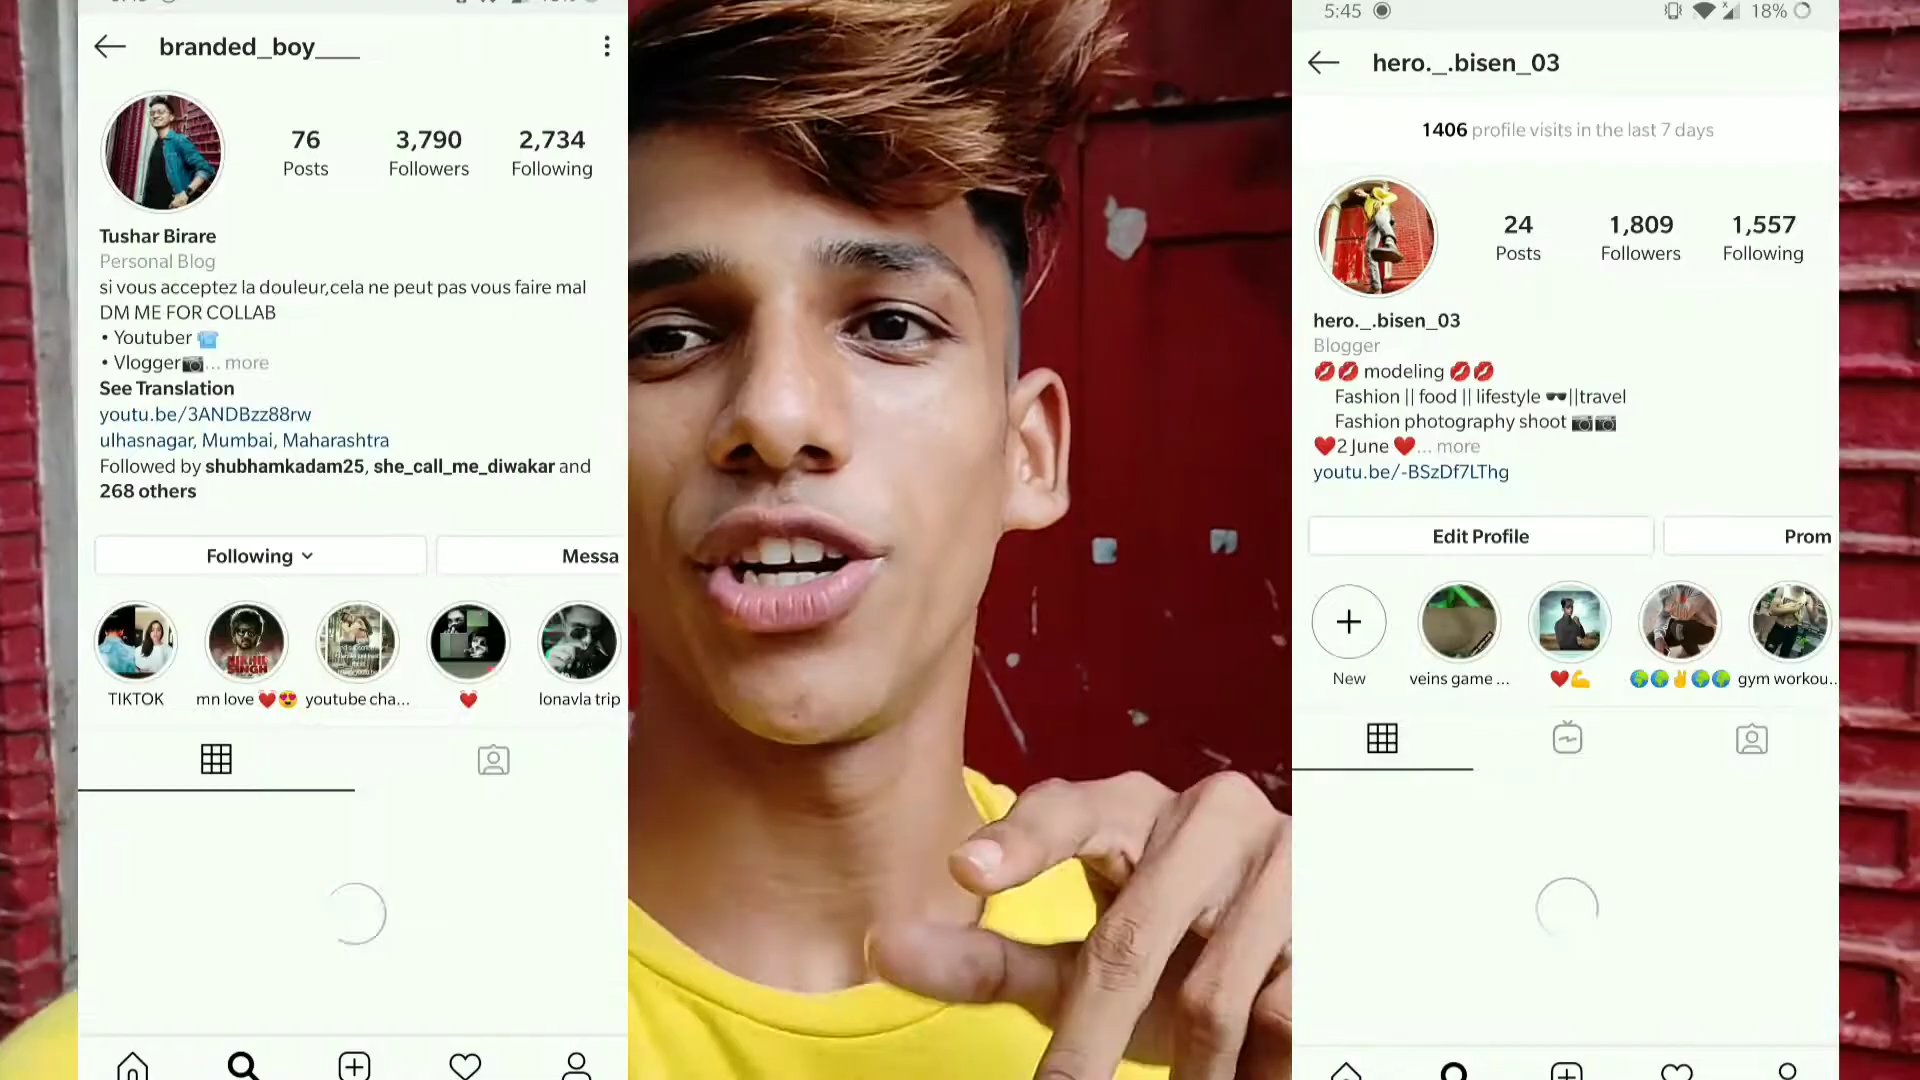 branded_boy____
76
3,790
2,734
Posts
Followers
Following
Tushar Birare
Personal Blog
si vous acceptez la douleur,cela ne peut pas vous faire mal
DM ME FOR COLLAB
• Youtuber
• Vlogger📷... more
See Translation
youtu.be/3ANDBzz88rw
ulhasnagar, Mumbai, Maharashtra
Followed by shubhamkadam25, she_call_me_diwakar and
268 others
Following
Messa
TIKTOK
mn love 💓😍
youtube cha...
💓
lonavla trip
5:45
18%
hero._.bisen_03
1406 profile visits in the last 7 days
24
1,809
1,557
Posts
Followers
Following
hero._.bisen_03
Blogger
💋💋 modeling 💋💋
Fashion || food || lifestyle 🕶️||travel
Fashion photography shoot 📷📷
❤️2 June ❤️... more
youtu.be/-BSzDf7LThg
Edit Profile
Prom
New
veins game ...
❤️💪
🌍🌍✌️🌍🌍
gym workou...